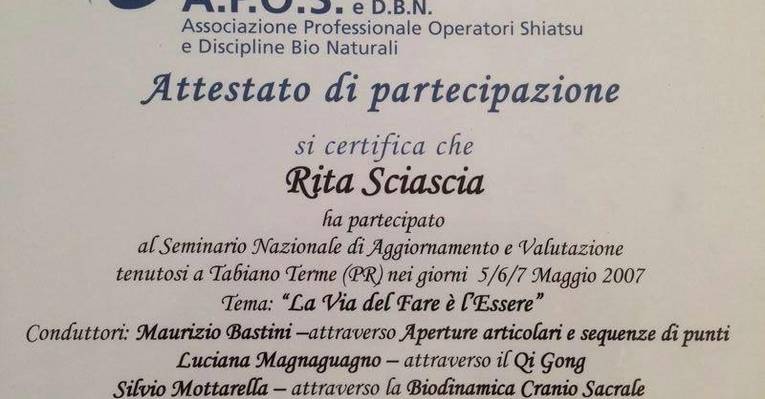 A.P.O.S. e D.B.N.
Associazione Professionale Operatori Shiatsu
e Discipline Bio Naturali
Attestato di partecipazione
si certifica che
Rita Sciascia
ha partecipato
al Seminario Nazionale di Aggiornamento e Valutazione
tenutosi a Tabiano Terme (PR) nei giorni 5/6/7 Maggio 2007
Tema: “La Via del Fare è l'Essere”
Conduttori: Maurizio Bastini –attraverso Aperture articolari e sequenze di punti
Luciana Magnaguagno – attraverso il Qi Gong
Silvio Mottarella – attraverso la Biodinamica Cranio Sacrale